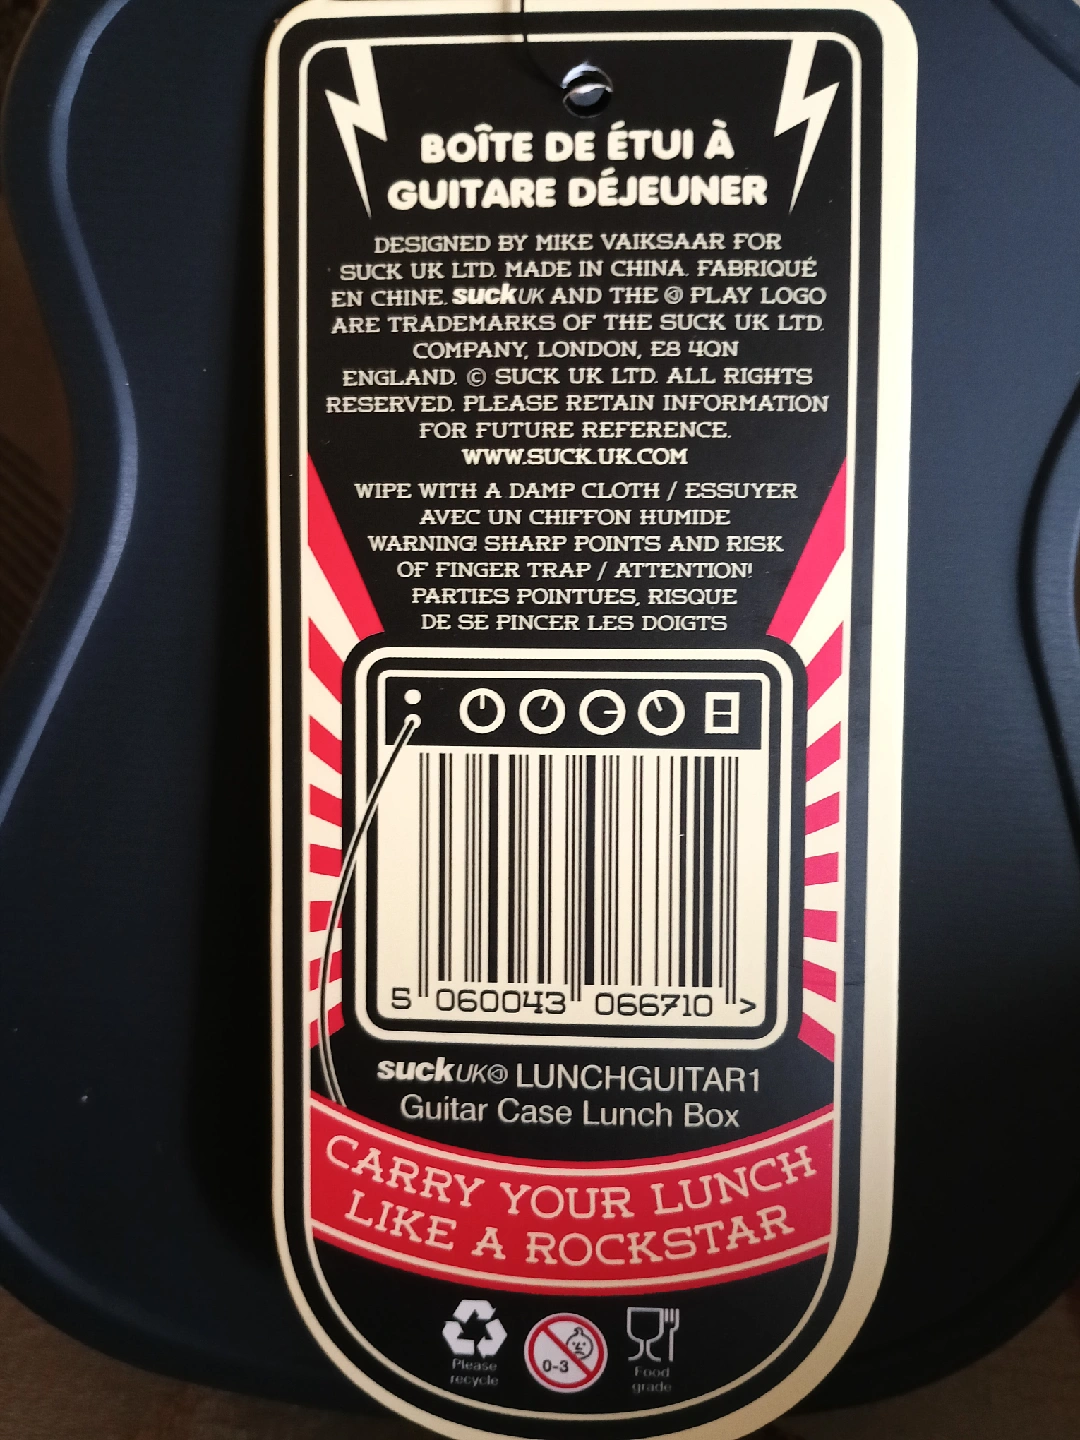 BOÎTE DE ÉTUI À
GUITARE DÉJEUNER
DESIGNED BY MIKE VAIKSAAR FOR
SUCK UK LTD. MADE IN CHINA. FABRIQUÉ
EN CHINE. suckUK AND THE PLAY LOGO
ARE TRADEMARKS OF THE SUCK UK LTD.
COMPANY, LONDON, E8 4QN
ENGLAND. © SUCK UK LTD. ALL RIGHTS
RESERVED. PLEASE RETAIN INFORMATION
FOR FUTURE REFERENCE.
WWW.SUCK.UK.COM
WIPE WITH A DAMP CLOTH / ESSUYER
AVEC UN CHIFFON HUMIDE
WARNING! SHARP POINTS AND RISK
OF FINGER TRAP / ATTENTION!
PARTIES POINTUES, RISQUE
DE SE PINCER LES DOIGTS
5 060043 066710 >
suckUK LUNCHGUITAR1
Guitar Case Lunch Box
CARRY YOUR LUNCH
LIKE A ROCKSTAR
Please
recycle
0-3
Food
grade